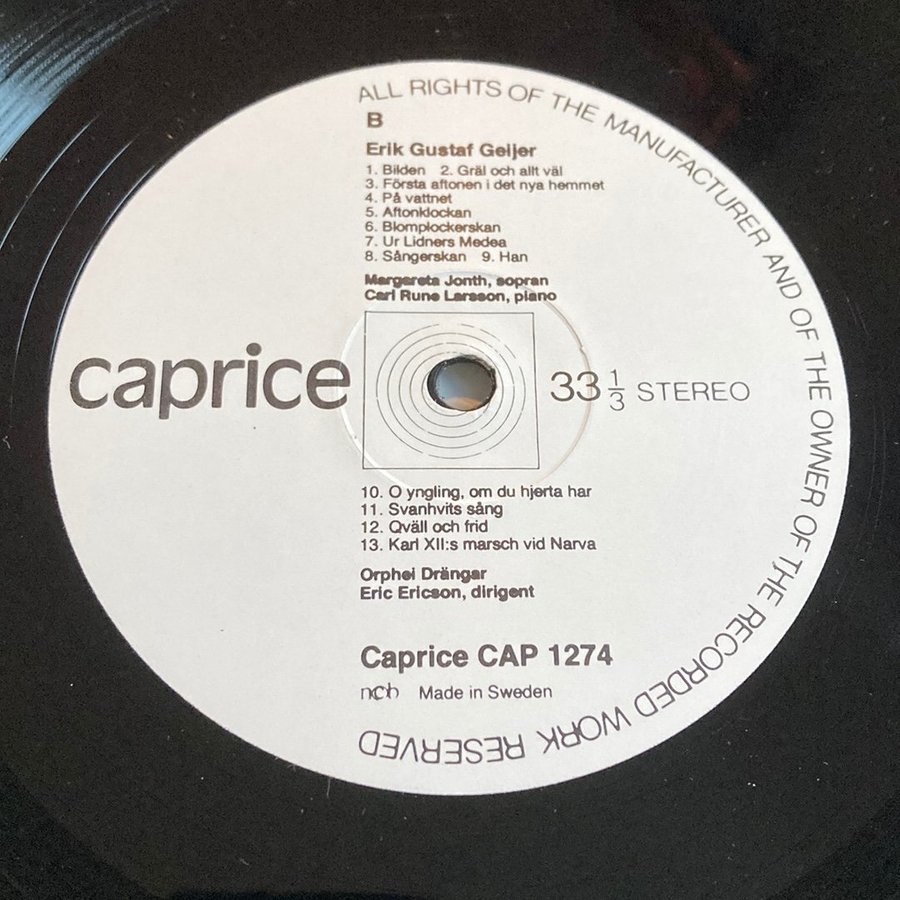 ALL RIGHTS OF THE MANUFACTURER AND OF THE OWNER OF THE RECORDED WORK RESERVED
B
Erik Gustaf Geijer
1. Bilden 2. Gräl och allt väl
3. Första aftonen i det nya hemmet
4. På vattnet
5. Aftonklockan
6. Blomplockerskan
7. Ur Lidners Medea
8. Sångerskan 9. Han
Margareta Jonth, sopran
Carl Rune Larsson, piano
caprice
33 1/3 STEREO
10. O yngling, om du hjerta har
11. Svanhvits sång
12. Qväll och frid
13. Karl XII:s marsch vid Narva
Orphei Drängar
Eric Ericson, dirigent
Caprice CAP 1274
ncb Made in Sweden